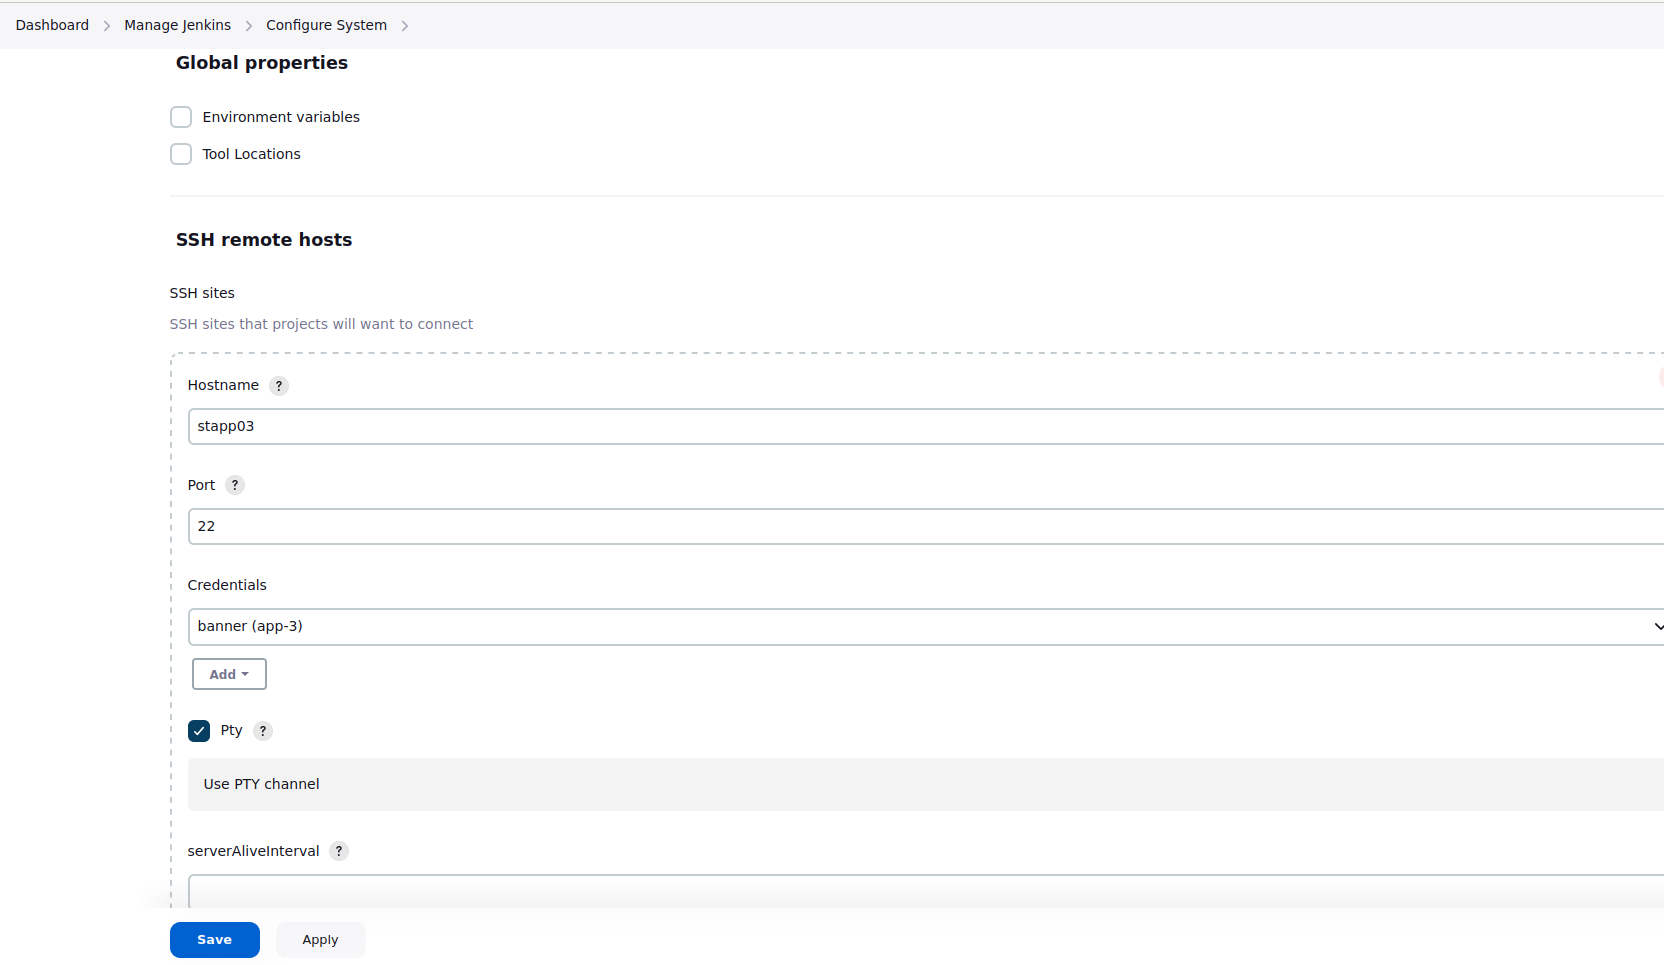 Dashboard > Manage Jenkins > Configure System >
Global properties
Environment variables
Tool Locations
SSH remote hosts
SSH sites
SSH sites that projects will want to connect
Hostname ?
stapp03
Port ?
22
Credentials
banner (app-3)
Add
Pty ?
Use PTY channel
serverAliveInterval ?
Save Apply